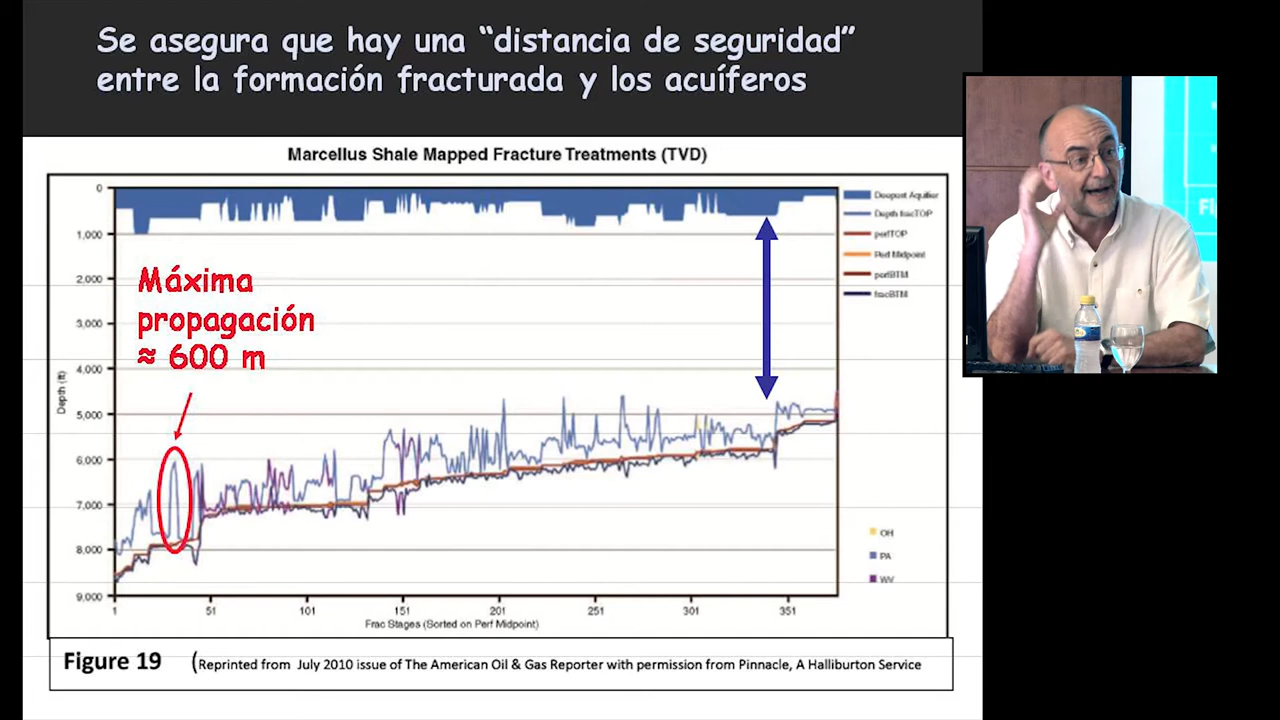 Se asegura que hay una “distancia de seguridad”
entre la formación fracturada y los acuíferos
Marcellus Shale Mapped Fracture Treatments (TVD)
0
1,000
2,000
3,000
4,000
5,000
6,000
7,000
8,000
9,000
Depth (ft)
Máxima
propagación
≈ 600 m
Deepest Aquifer
Depth fracTOP
perfTOP
Perf Midpoint
perfBTM
fracBTM
OH
PA
WV
1
51
101
151
201
251
301
351
Frac Stages (Sorted on Perf Midpoint)
Figure 19 (Reprinted from July 2010 issue of The American Oil & Gas Reporter with permission from Pinnacle, A Halliburton Service